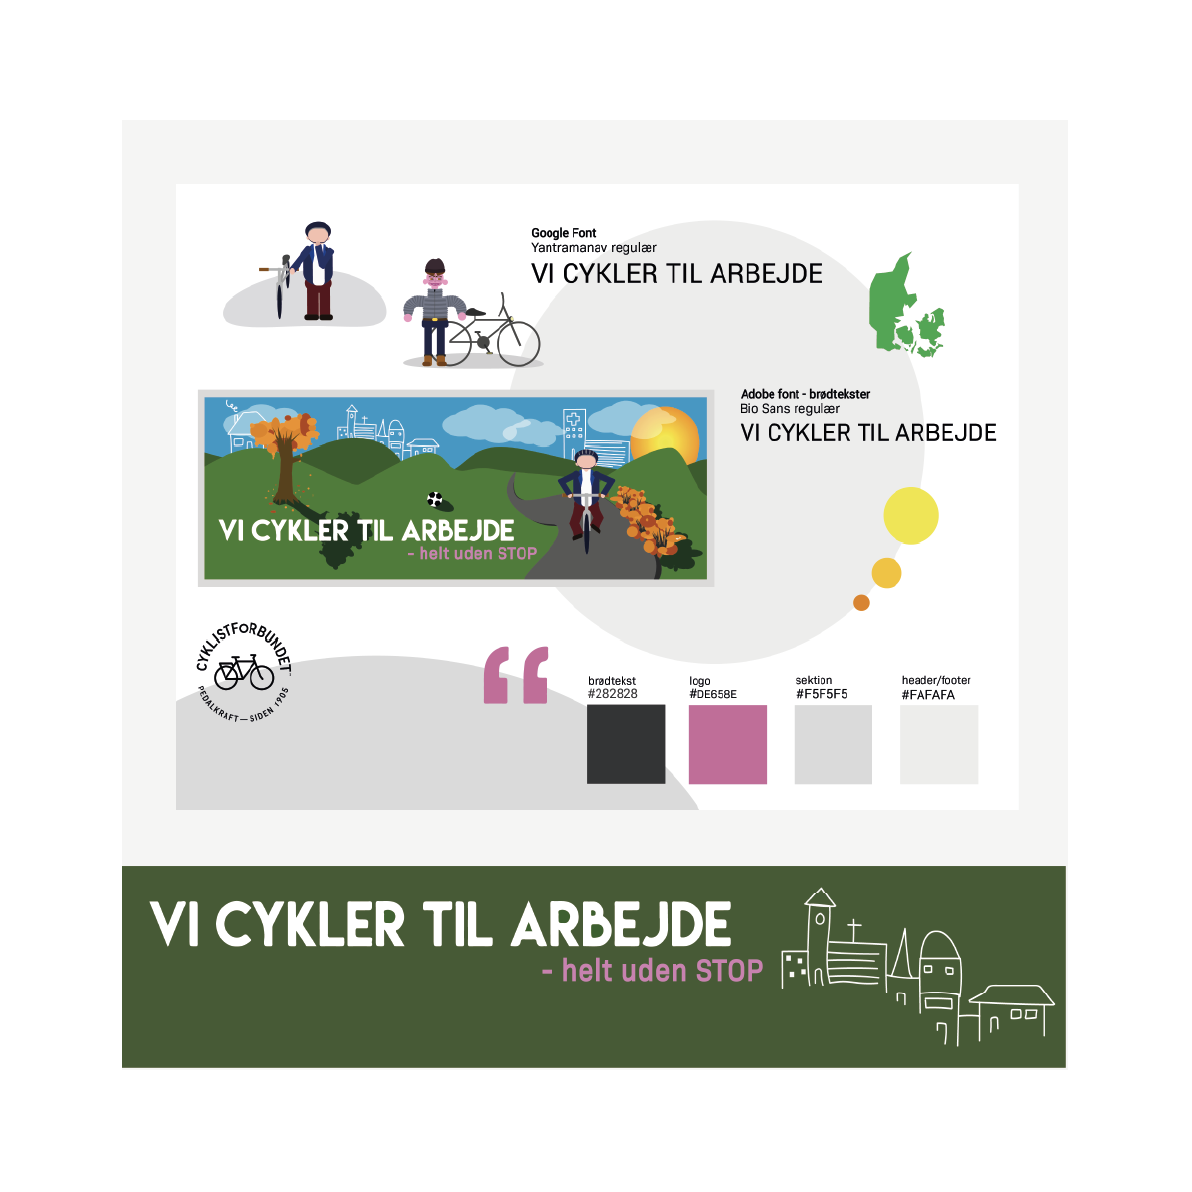 Google Font
Yantramanav regulær
VI CYKLER TIL ARBEJDE
Adobe font - brødtekster
Bio Sans regulær
VI CYKLER TIL ARBEJDE
VI CYKLER TIL ARBEJDE
- helt uden STOP
CYKLISTFORBUNDET
PEDALKRAFT — SIDEN 1905
brødtekst
#282828
logo
#DE658E
sektion
#F5F5F5
header/footer
#FAFAFA
VI CYKLER TIL ARBEJDE
- helt uden STOP